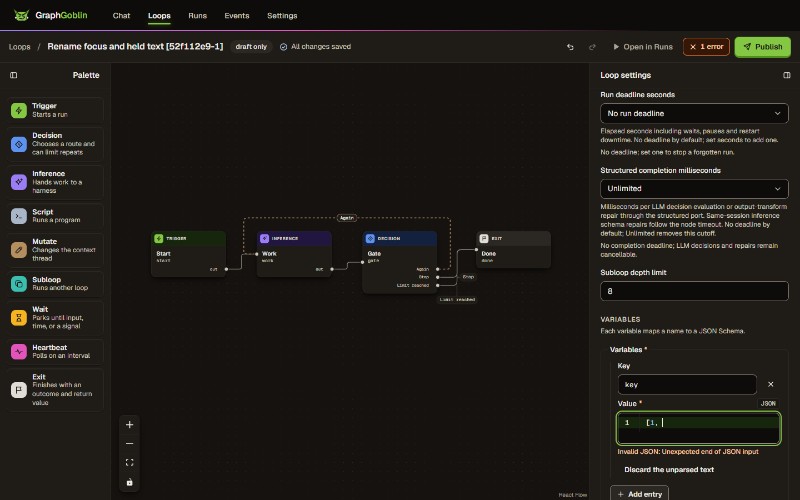 GraphGoblin
Chat
Loops
Runs
Events
Settings
Loops / Rename focus and held text [52f112e9-1]
draft only
All changes saved
Open in Runs
1 error
Publish
Palette
Trigger
Starts a run
Decision
Chooses a route and
can limit repeats
Inference
Hands work to a
harness
Script
Runs a program
Mutate
Changes the context
thread
Subloop
Runs another loop
Wait
Parks until input,
time, or a signal
Heartbeat
Polls on an interval
Exit
Finishes with an
outcome and return
value
Again
TRIGGER
Start
start
out
INFERENCE
Work
work
out
DECISION
Gate
gate
Again
Stop
Limit reached
EXIT
Done
done
Stop
Limit reached
React Flow
Loop settings
Run deadline seconds
No run deadline
Elapsed seconds including waits, pauses and restart
downtime. No deadline by default; set seconds to add one.
No deadline; set one to stop a forgotten run.
Structured completion milliseconds
Unlimited
Milliseconds per LLM decision evaluation or output-transform
repair through the structured port. Same-session inference
schema repairs follow the node timeout. No deadline by
default; Unlimited removes this cutoff.
No completion deadline; LLM decisions and repairs remain
cancellable.
Subloop depth limit
8
VARIABLES
Each variable maps a name to a JSON Schema.
Variables *
Key
key
Value *
JSON
1 [1,
Invalid JSON: Unexpected end of JSON input
Discard the unparsed text
+ Add entry